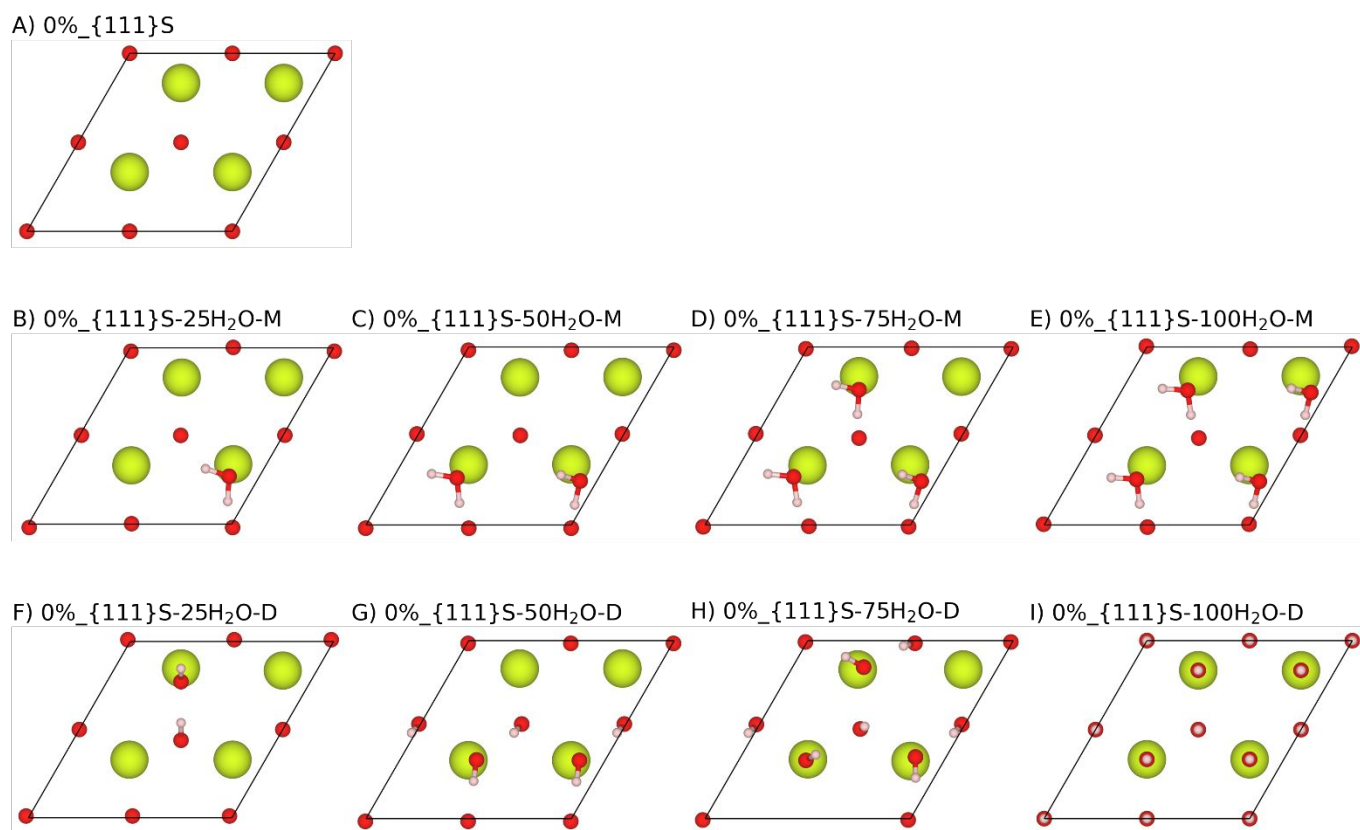 A) 0%_{111}S
B) 0%_{111}S-25H₂O-M
C) 0%_{111}S-50H₂O-M
D) 0%_{111}S-75H₂O-M
E) 0%_{111}S-100H₂O-M
F) 0%_{111}S-25H₂O-D
G) 0%_{111}S-50H₂O-D
H) 0%_{111}S-75H₂O-D
I) 0%_{111}S-100H₂O-D